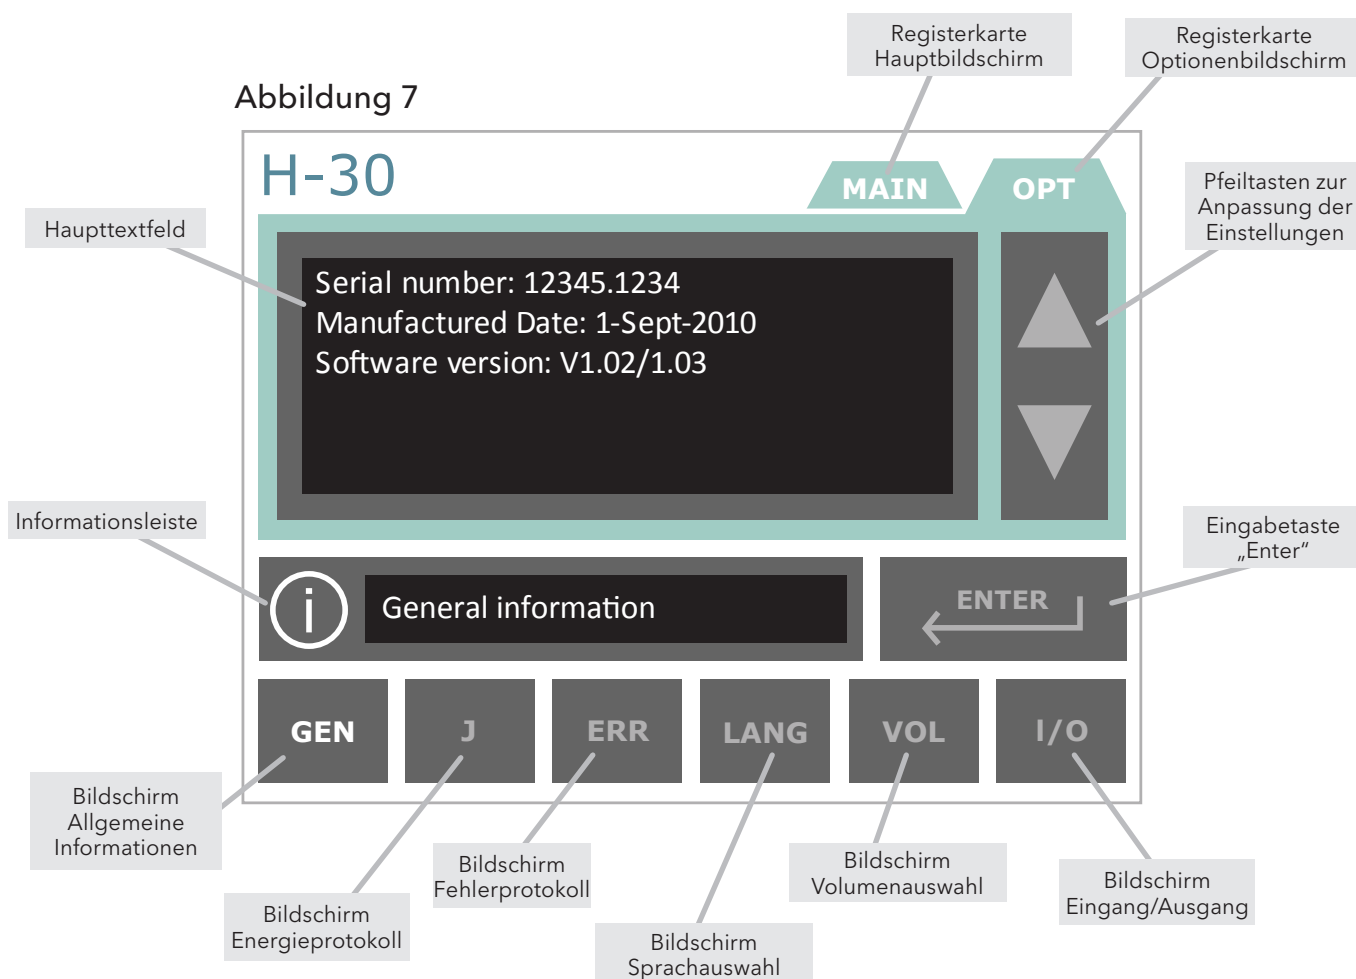 Registerkarte
Hauptbildschirm
Registerkarte
Optionenbildschirm
Abbildung 7
H-30
MAIN
OPT
Pfeiltasten zur
Anpassung der
Einstellungen
Haupttextfeld
Serial number: 12345.1234
Manufactured Date: 1-Sept-2010
Software version: V1.02/1.03
Informationsleiste
Eingabetaste
„Enter“
i
General information
ENTER
GEN
J
ERR
LANG
VOL
I/O
Bildschirm
Allgemeine
Informationen
Bildschirm
Energieprotokoll
Bildschirm
Fehlerprotokoll
Bildschirm
Sprachauswahl
Bildschirm
Volumenauswahl
Bildschirm
Eingang/Ausgang